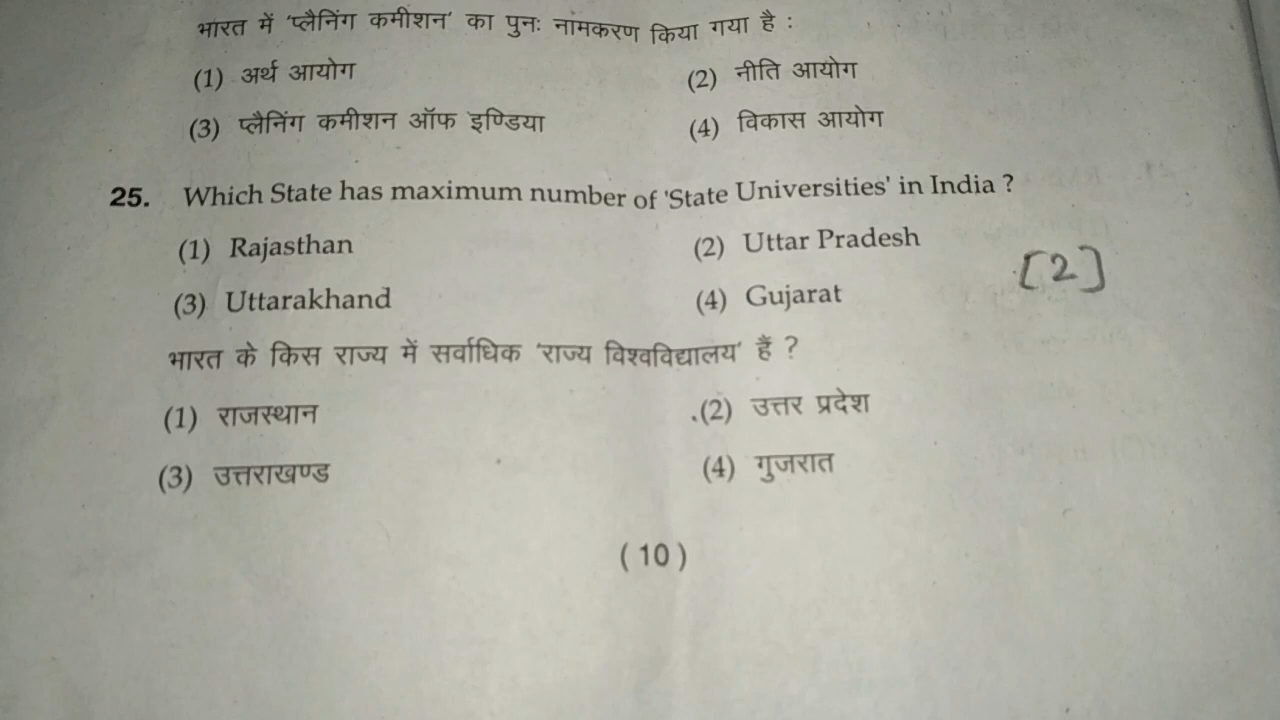 भारत में 'प्लैनिंग कमीशन' का पुनः नामकरण किया गया है :
(1) अर्थ आयोग (2) नीति आयोग
(3) प्लैनिंग कमीशन ऑफ इण्डिया (4) विकास आयोग
25. Which State has maximum number of 'State Universities' in India ?
(1) Rajasthan (2) Uttar Pradesh
[2]
(3) Uttarakhand (4) Gujarat
भारत के किस राज्य में सर्वाधिक 'राज्य विश्वविद्यालय' हैं ?
(1) राजस्थान .(2) उत्तर प्रदेश
(3) उत्तराखण्ड (4) गुजरात
( 10 )